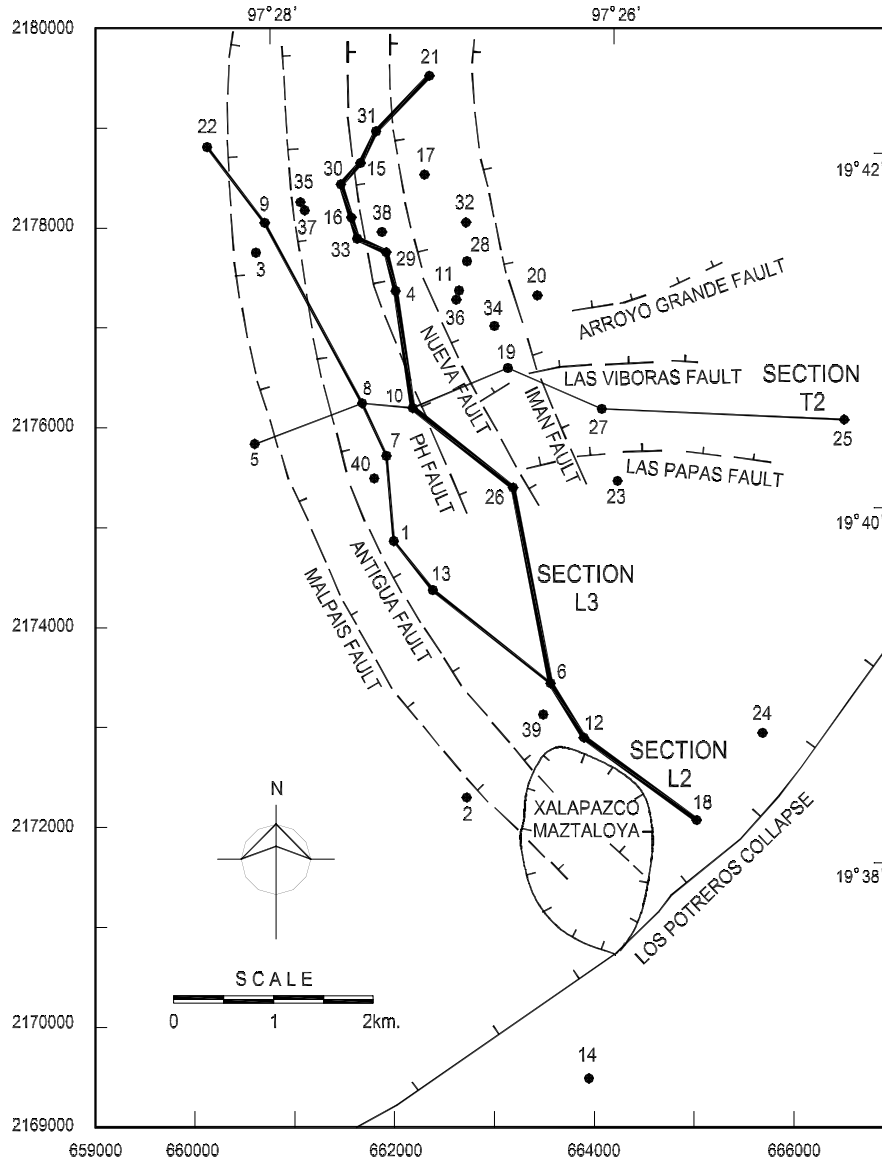 97°28'
97°26'
2180000
21
31
22
15
17
19°42'
30
35
9
37
16
38
32
2178000
33
29
28
3
4
11
20
36
34
ARROYO GRANDE FAULT
19
NUEVA FAULT
LAS VIBORAS FAULT
SECTION
T2
8
10
IMAN FAULT
2176000
27
25
5
7
PH FAULT
LAS PAPAS FAULT
40
26
23
19°40'
1
ANTIGUA FAULT
13
SECTION
L3
MALPAIS FAULT
2174000
6
39
12
24
SECTION
L2
N
XALAPAZCO
MAZTALOYA
18
2
2172000
19°38'
LOS POTREROS COLLAPSE
SCALE
0
1
2km.
2170000
14
2169000
659000
660000
662000
664000
666000